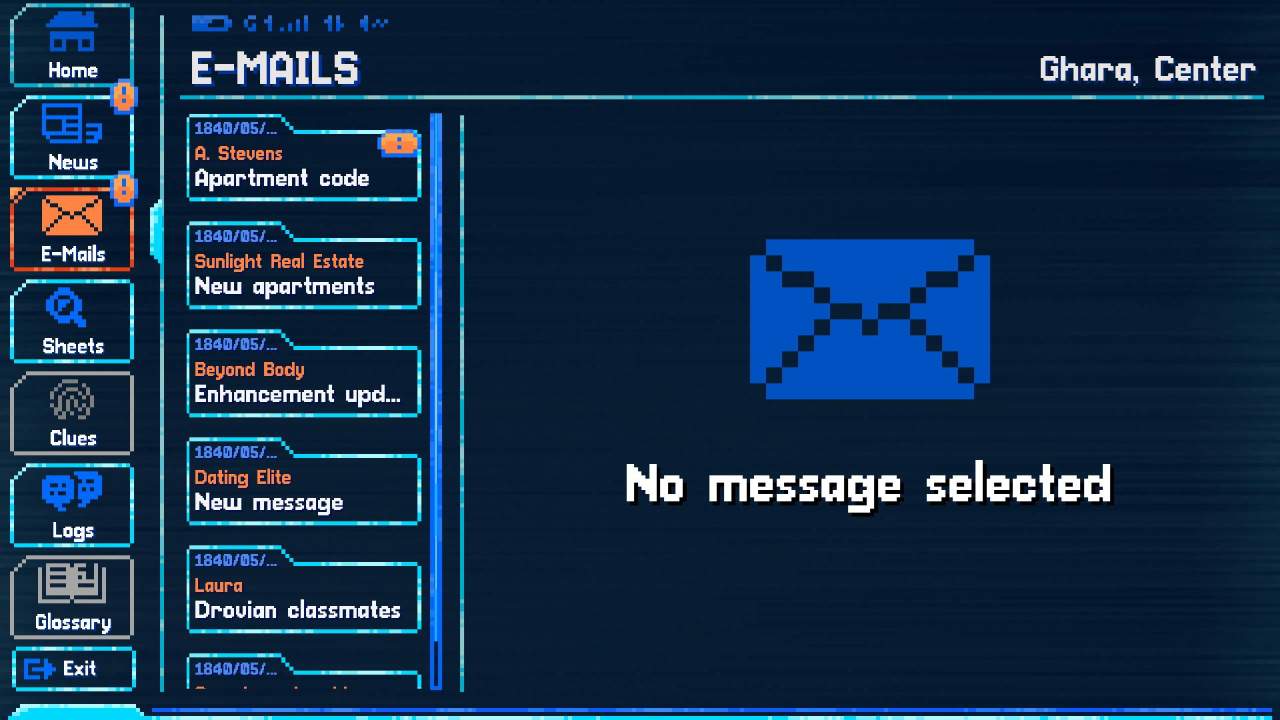 Home
News
E-Mails
Sheets
Clues
Logs
Glossary
Exit
E-MAILS
Ghara, Center
1840/05/...
A. Stevens
Apartment code
1840/05/...
Sunlight Real Estate
New apartments
1840/05/...
Beyond Body
Enhancement upd...
1840/05/...
Dating Elite
New message
1840/05/...
Laura
Drovian classmates
1840/05/...
No message selected